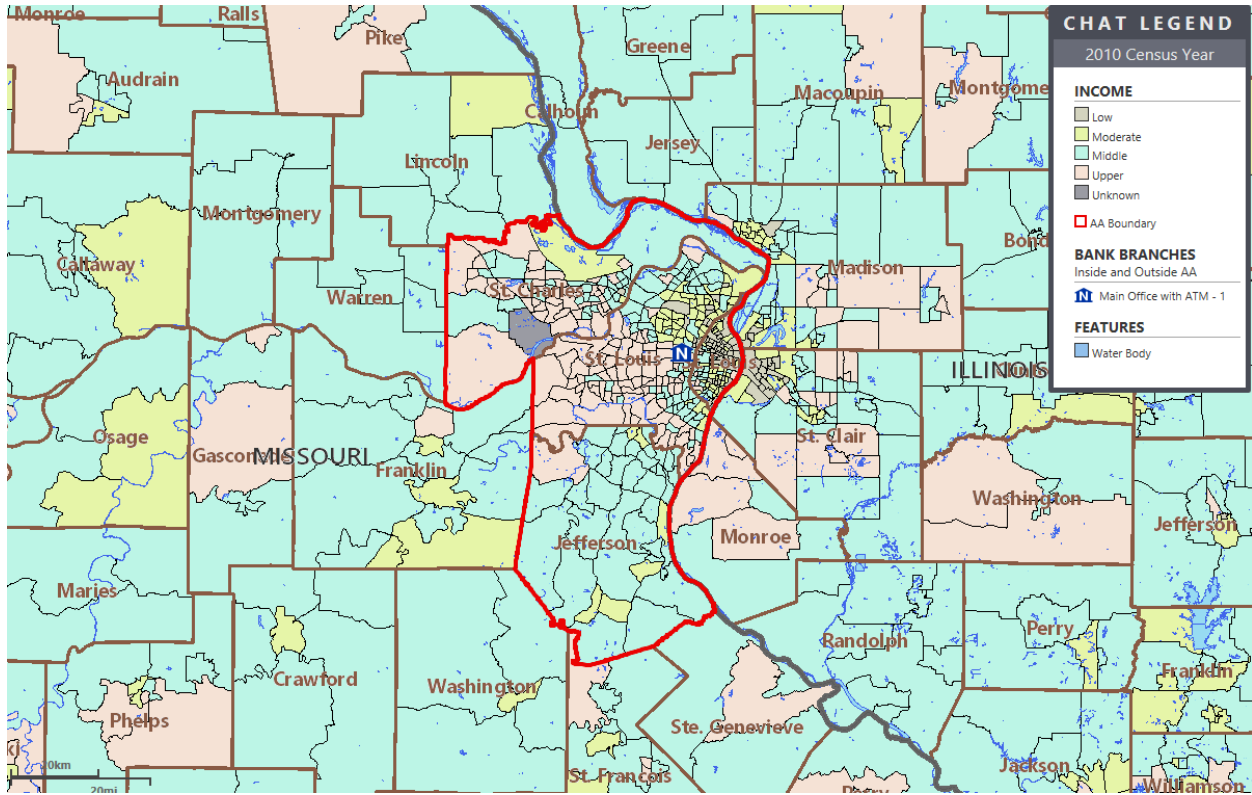 Monroe
Ralls
Pike
Greene
Audrain
Macoupin
Montgome
Calhoun
Jersey
Lincoln
Montgomery
Bond
Callaway
Madison
Warren
St. Charles
St. Louis
ILLINOIS
Osage
St. Clair
Gascon
MISSOURI
Franklin
Washington
Jefferson
Jefferson
Monroe
Maries
Randolph
Perry
Franklin
Crawford
Washington
Phelps
Ste. Genevieve
St. Francois
Jackson
Williamson
Perry
20km
20mi
CHAT LEGEND
2010 Census Year
INCOME
Low
Moderate
Middle
Upper
Unknown
AA Boundary
BANK BRANCHES
Inside and Outside AA
N Main Office with ATM - 1
FEATURES
Water Body
N